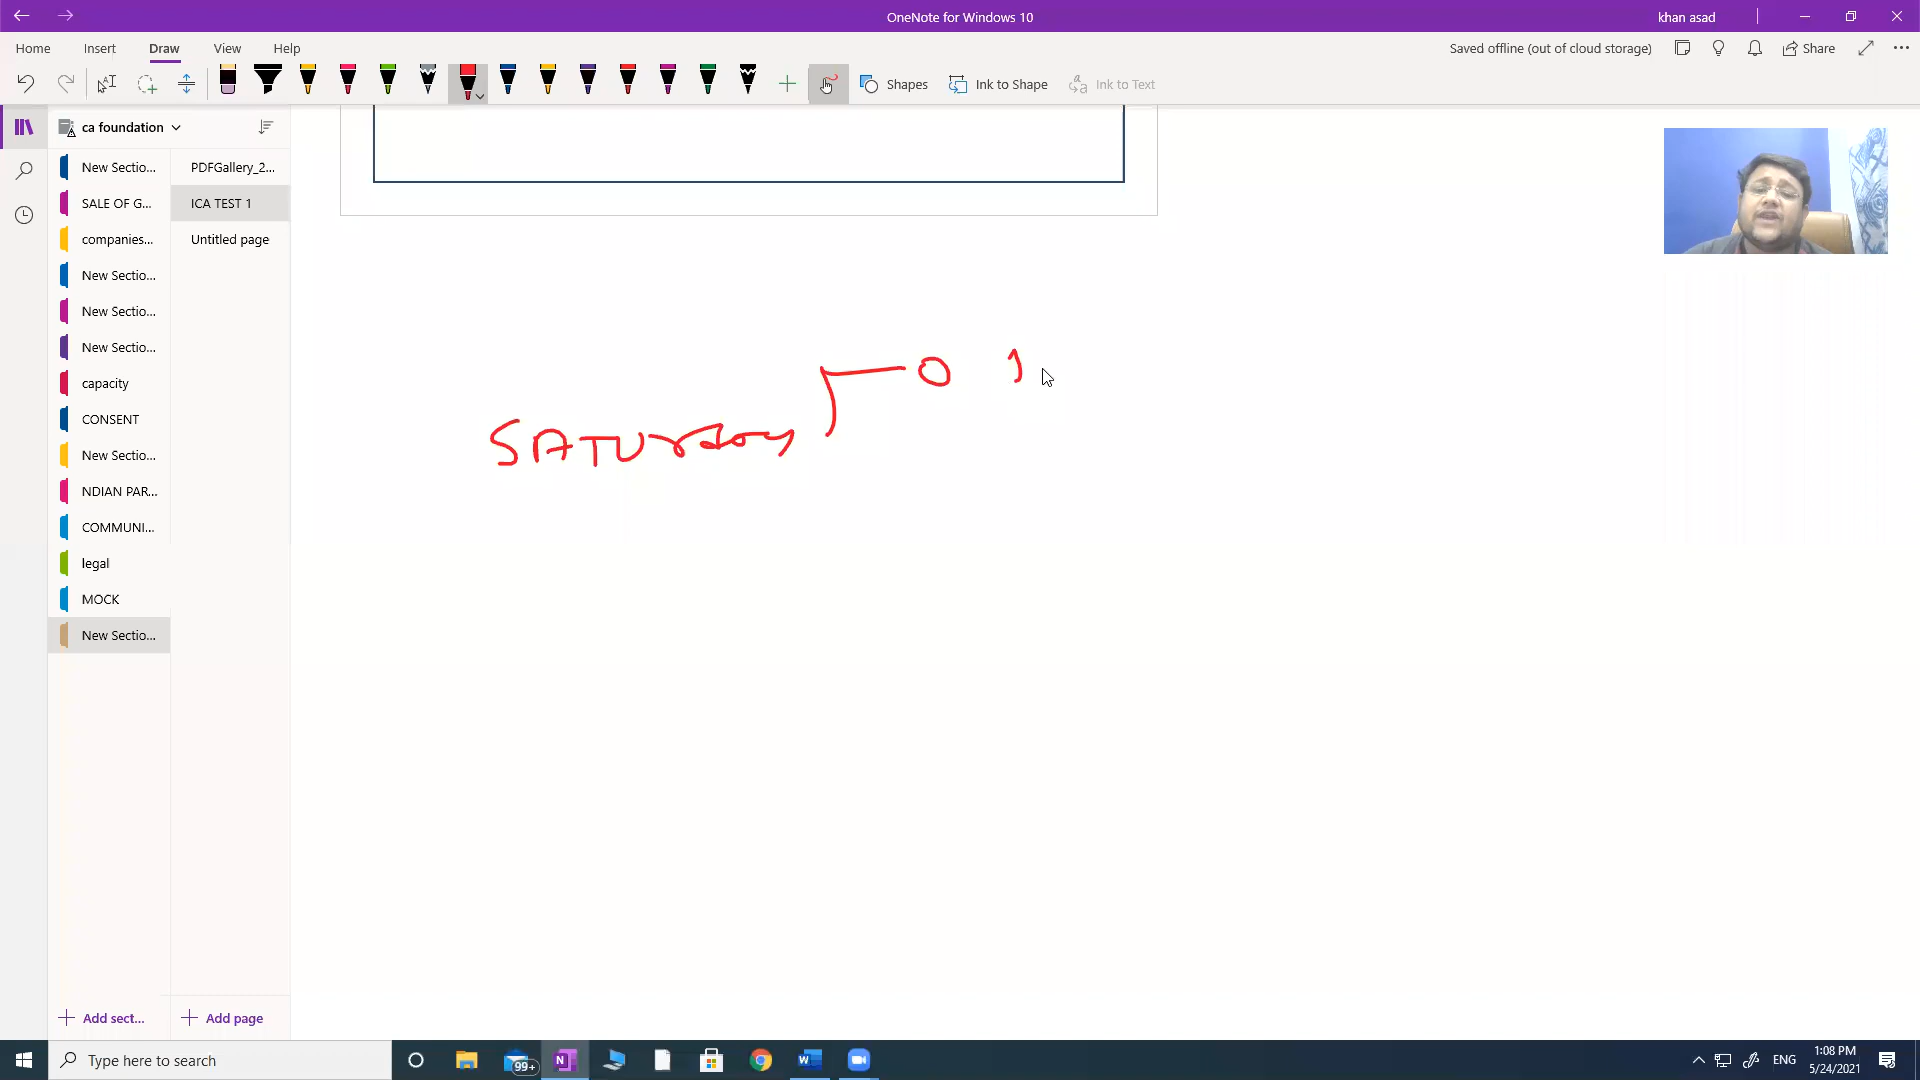 OneNote for Windows 10
khan asad
Home Insert Draw View Help
Saved offline (out of cloud storage)
Share
Shapes
Ink to Shape
Ink to Text
ca foundation
New Sectio...
SALE OF G...
companies...
New Sectio...
New Sectio...
New Sectio...
capacity
CONSENT
New Sectio...
NDIAN PAR...
COMMUNI...
legal
MOCK
New Sectio...
PDFGallery_2...
ICA TEST 1
Untitled page
O 1
SATUrday
Add sect...
Add page
Type here to search
99+
ENG
1:08 PM
5/24/2021